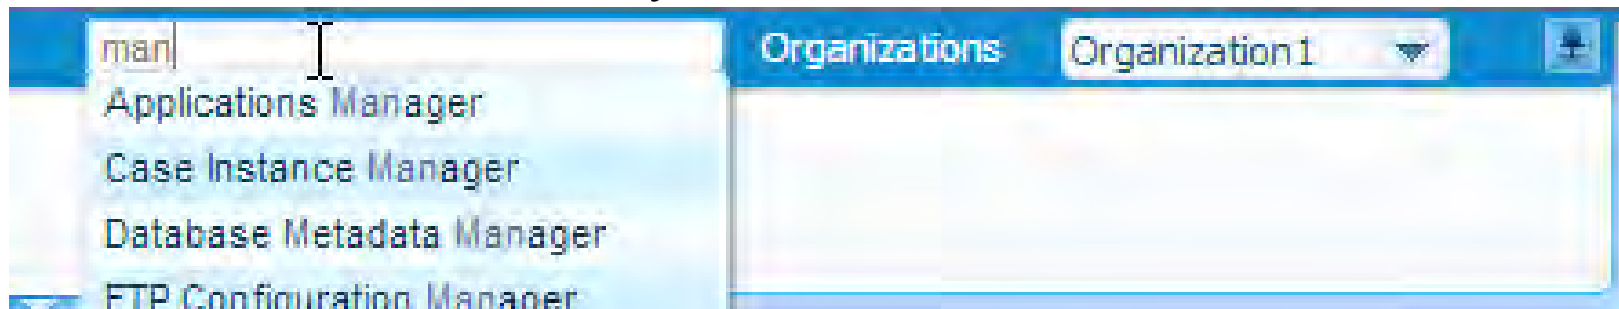 man
Organizations
Organization1
Applications Manager
Case Instance Manager
Database Metadata Manager
FTP Configuration Manager